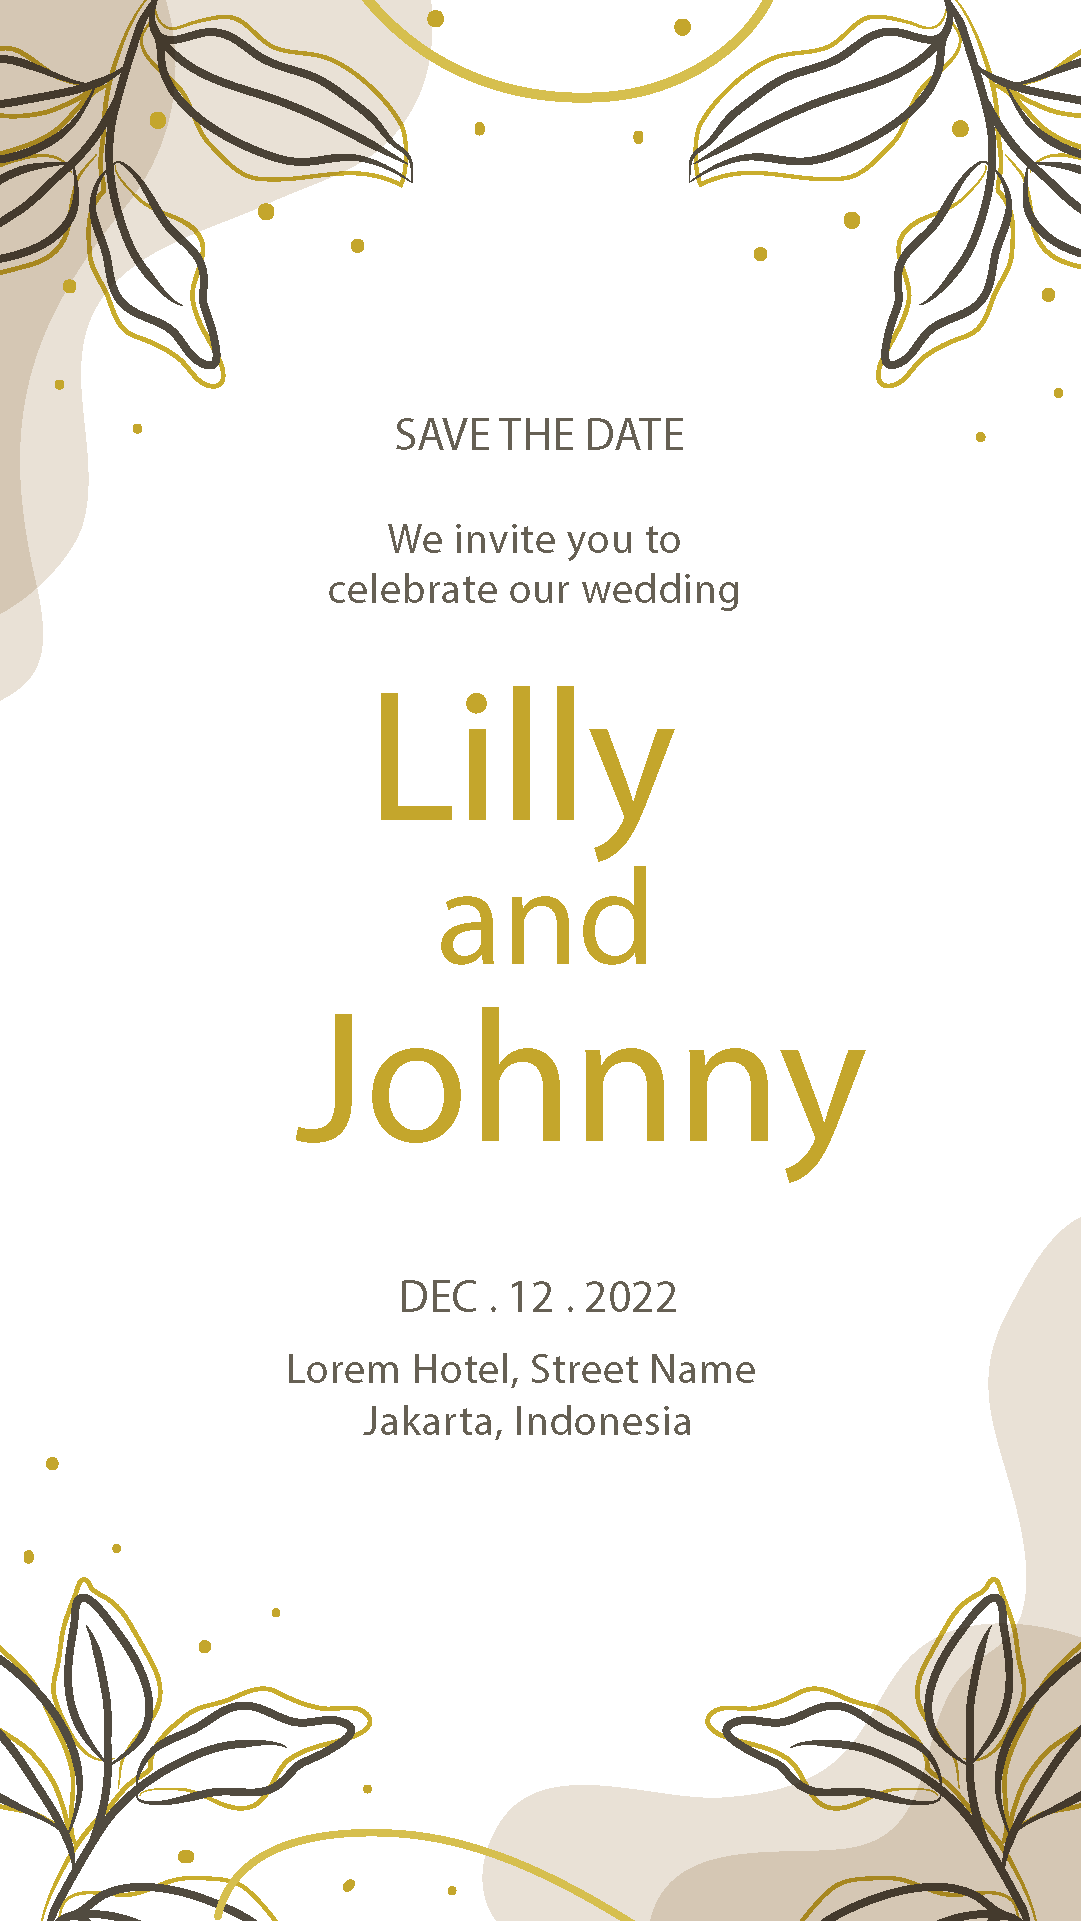 SAVE THE DATE
We invite you to
celebrate our wedding
Lilly
and
Johnny
DEC . 12 . 2022
Lorem Hotel, Street Name
Jakarta, Indonesia